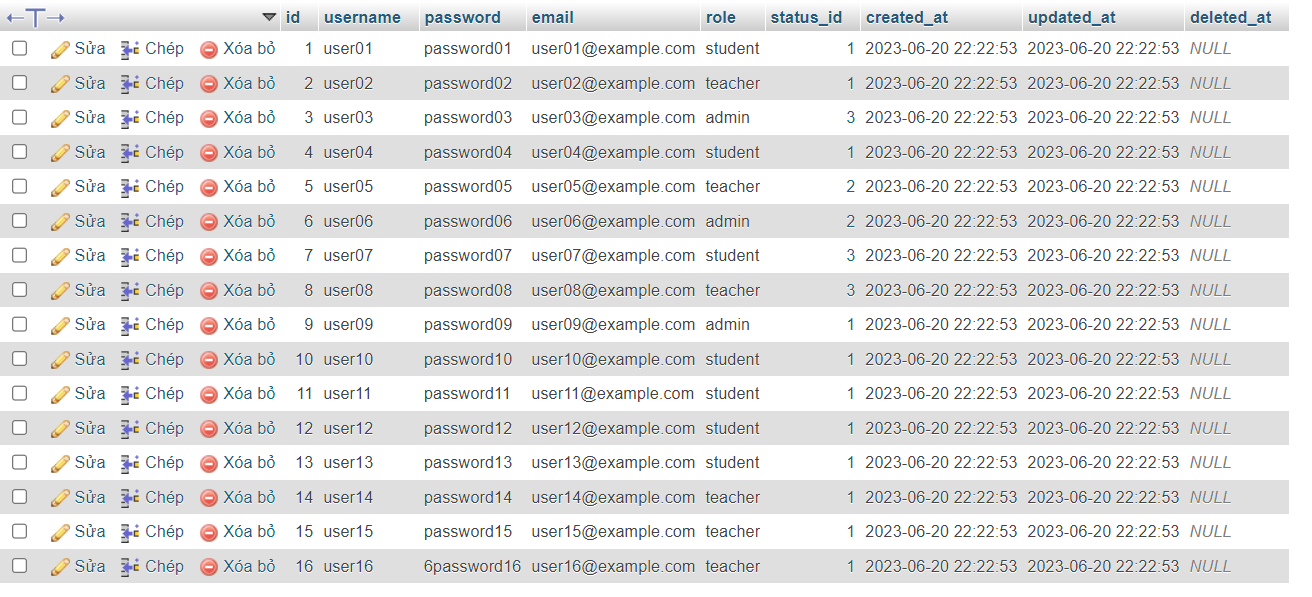 id username password email role status_id created_at updated_at deleted_at
Sửa Chép Xóa bỏ 1 user01 password01 user01@example.com student 1 2023-06-20 22:22:53 2023-06-20 22:22:53 NULL
Sửa Chép Xóa bỏ 2 user02 password02 user02@example.com teacher 1 2023-06-20 22:22:53 2023-06-20 22:22:53 NULL
Sửa Chép Xóa bỏ 3 user03 password03 user03@example.com admin 3 2023-06-20 22:22:53 2023-06-20 22:22:53 NULL
Sửa Chép Xóa bỏ 4 user04 password04 user04@example.com student 1 2023-06-20 22:22:53 2023-06-20 22:22:53 NULL
Sửa Chép Xóa bỏ 5 user05 password05 user05@example.com teacher 2 2023-06-20 22:22:53 2023-06-20 22:22:53 NULL
Sửa Chép Xóa bỏ 6 user06 password06 user06@example.com admin 2 2023-06-20 22:22:53 2023-06-20 22:22:53 NULL
Sửa Chép Xóa bỏ 7 user07 password07 user07@example.com student 3 2023-06-20 22:22:53 2023-06-20 22:22:53 NULL
Sửa Chép Xóa bỏ 8 user08 password08 user08@example.com teacher 3 2023-06-20 22:22:53 2023-06-20 22:22:53 NULL
Sửa Chép Xóa bỏ 9 user09 password09 user09@example.com admin 1 2023-06-20 22:22:53 2023-06-20 22:22:53 NULL
Sửa Chép Xóa bỏ 10 user10 password10 user10@example.com student 1 2023-06-20 22:22:53 2023-06-20 22:22:53 NULL
Sửa Chép Xóa bỏ 11 user11 password11 user11@example.com student 1 2023-06-20 22:22:53 2023-06-20 22:22:53 NULL
Sửa Chép Xóa bỏ 12 user12 password12 user12@example.com student 1 2023-06-20 22:22:53 2023-06-20 22:22:53 NULL
Sửa Chép Xóa bỏ 13 user13 password13 user13@example.com student 1 2023-06-20 22:22:53 2023-06-20 22:22:53 NULL
Sửa Chép Xóa bỏ 14 user14 password14 user14@example.com teacher 1 2023-06-20 22:22:53 2023-06-20 22:22:53 NULL
Sửa Chép Xóa bỏ 15 user15 password15 user15@example.com teacher 1 2023-06-20 22:22:53 2023-06-20 22:22:53 NULL
Sửa Chép Xóa bỏ 16 user16 6password16 user16@example.com teacher 1 2023-06-20 22:22:53 2023-06-20 22:22:53 NULL